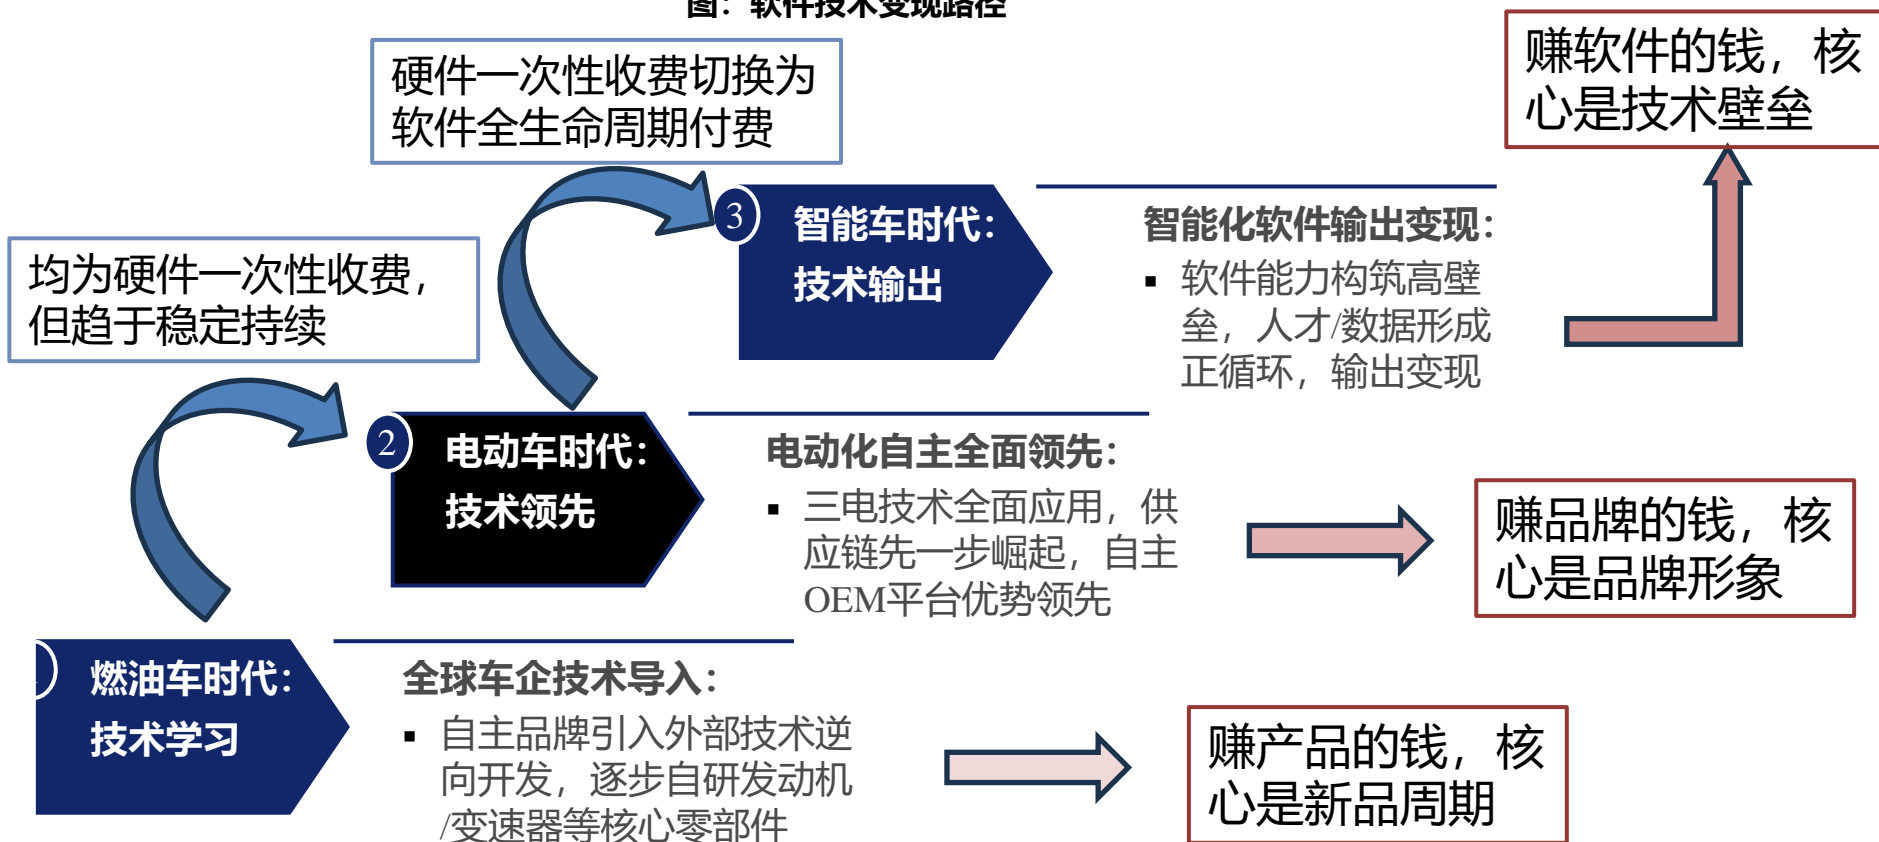 图：软件技术变现路径
硬件一次性收费切换为
软件全生命周期付费
赚软件的钱，核
心是技术壁垒
3
智能车时代：
技术输出
智能化软件输出变现：
▪ 软件能力构筑高壁
垒，人才/数据形成
正循环，输出变现
均为硬件一次性收费，
但趋于稳定持续
2
电动车时代：
技术领先
电动化自主全面领先：
▪ 三电技术全面应用，供
应链先一步崛起，自主
OEM平台优势领先
赚品牌的钱，核
心是品牌形象
1
燃油车时代：
技术学习
全球车企技术导入：
▪ 自主品牌引入外部技术逆
向开发，逐步自研发动机
/变速器等核心零部件
赚产品的钱，核
心是新品周期